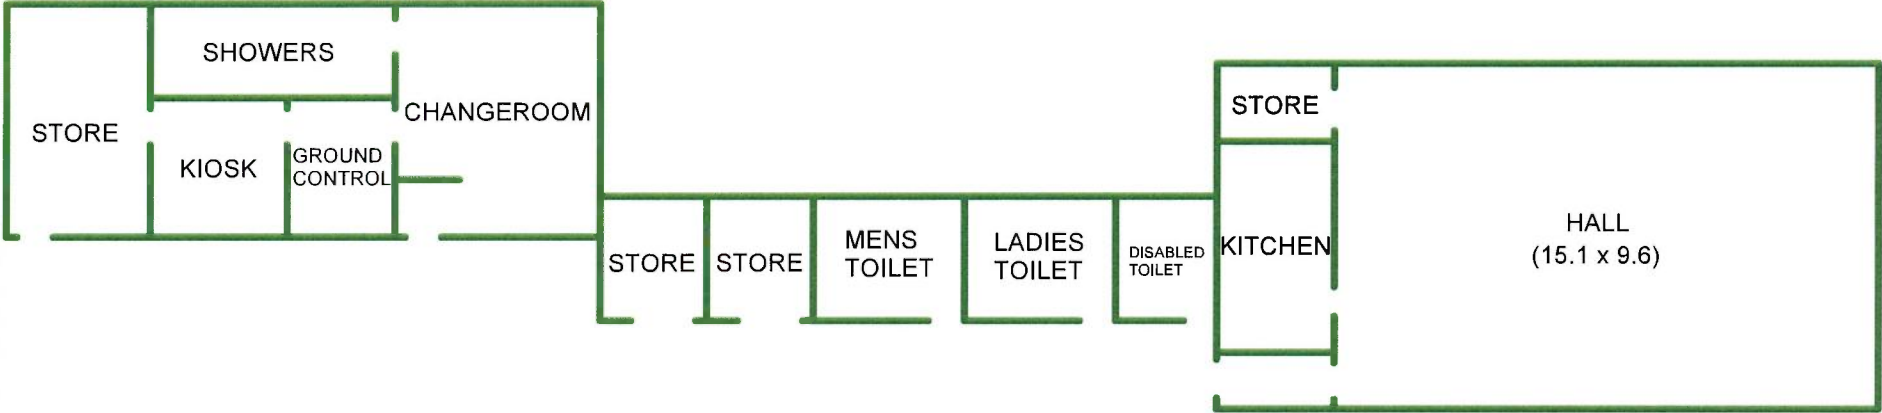 SHOWERS
STORE
CHANGEROOM
KIOSK
GROUND
CONTROL
STORE
STORE
MENS
TOILET
LADIES
TOILET
DISABLED
TOILET
STORE
KITCHEN
HALL
(15.1 x 9.6)